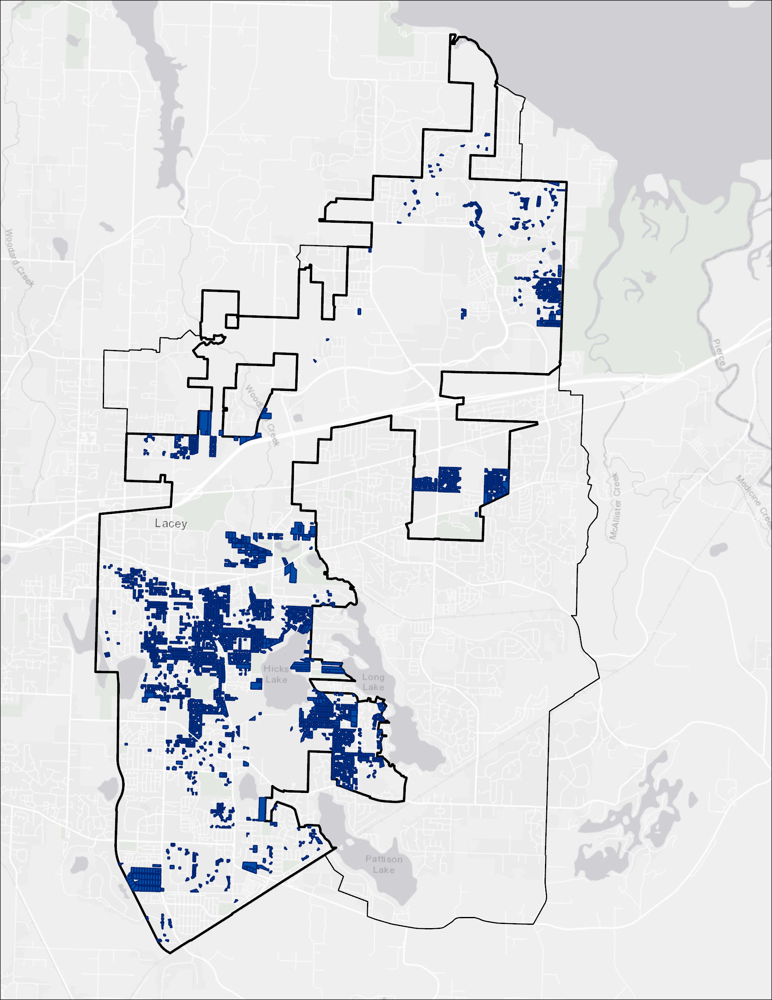 Woodard Creek
Pierce
Woodland Creek
McAllister Creek
Medicine Creek
Lacey
Hicks
Lake
Long
Lake
Pattison
Lake